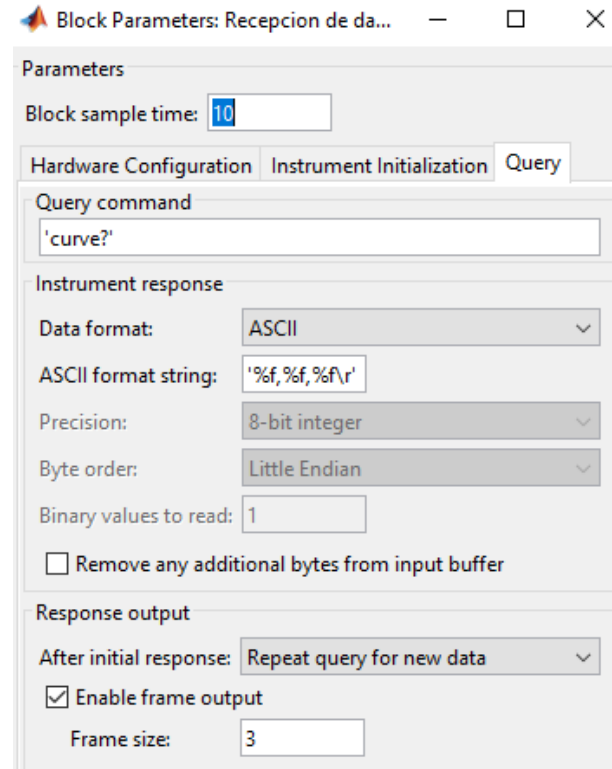 Block Parameters: Recepcion de da...
Parameters
Block sample time: 10
Hardware Configuration Instrument Initialization Query
Query command
'curve?'
Instrument response
Data format: ASCII
ASCII format string: '%f,%f,%f\r'
Precision: 8-bit integer
Byte order: Little Endian
Binary values to read: 1
Remove any additional bytes from input buffer
Response output
After initial response: Repeat query for new data
Enable frame output
Frame size: 3